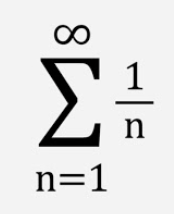 ∞
∑ 1/n
n=1